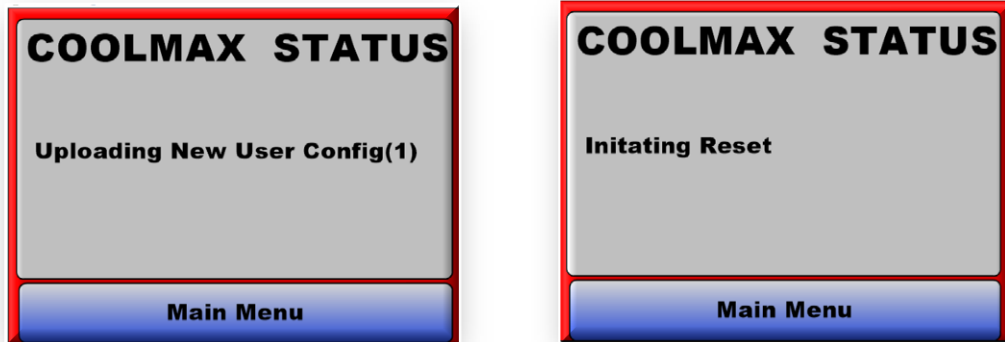 COOLMAX STATUS
Uploading New User Config(1)
Main Menu
COOLMAX STATUS
Initating Reset
Main Menu